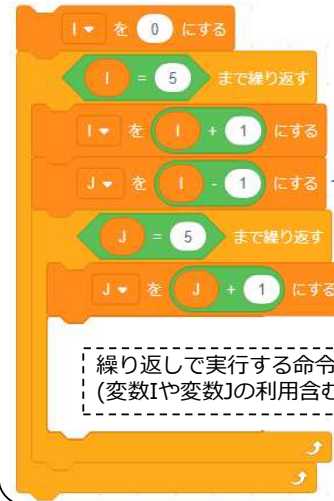 I を 0 にする
I = 5 まで繰り返す
I を I + 1 にする
J を I - 1 にする
J = 5 まで繰り返す
J を J + 1 にする
繰り返しで実行する命令
(変数Iや変数Jの利用含む